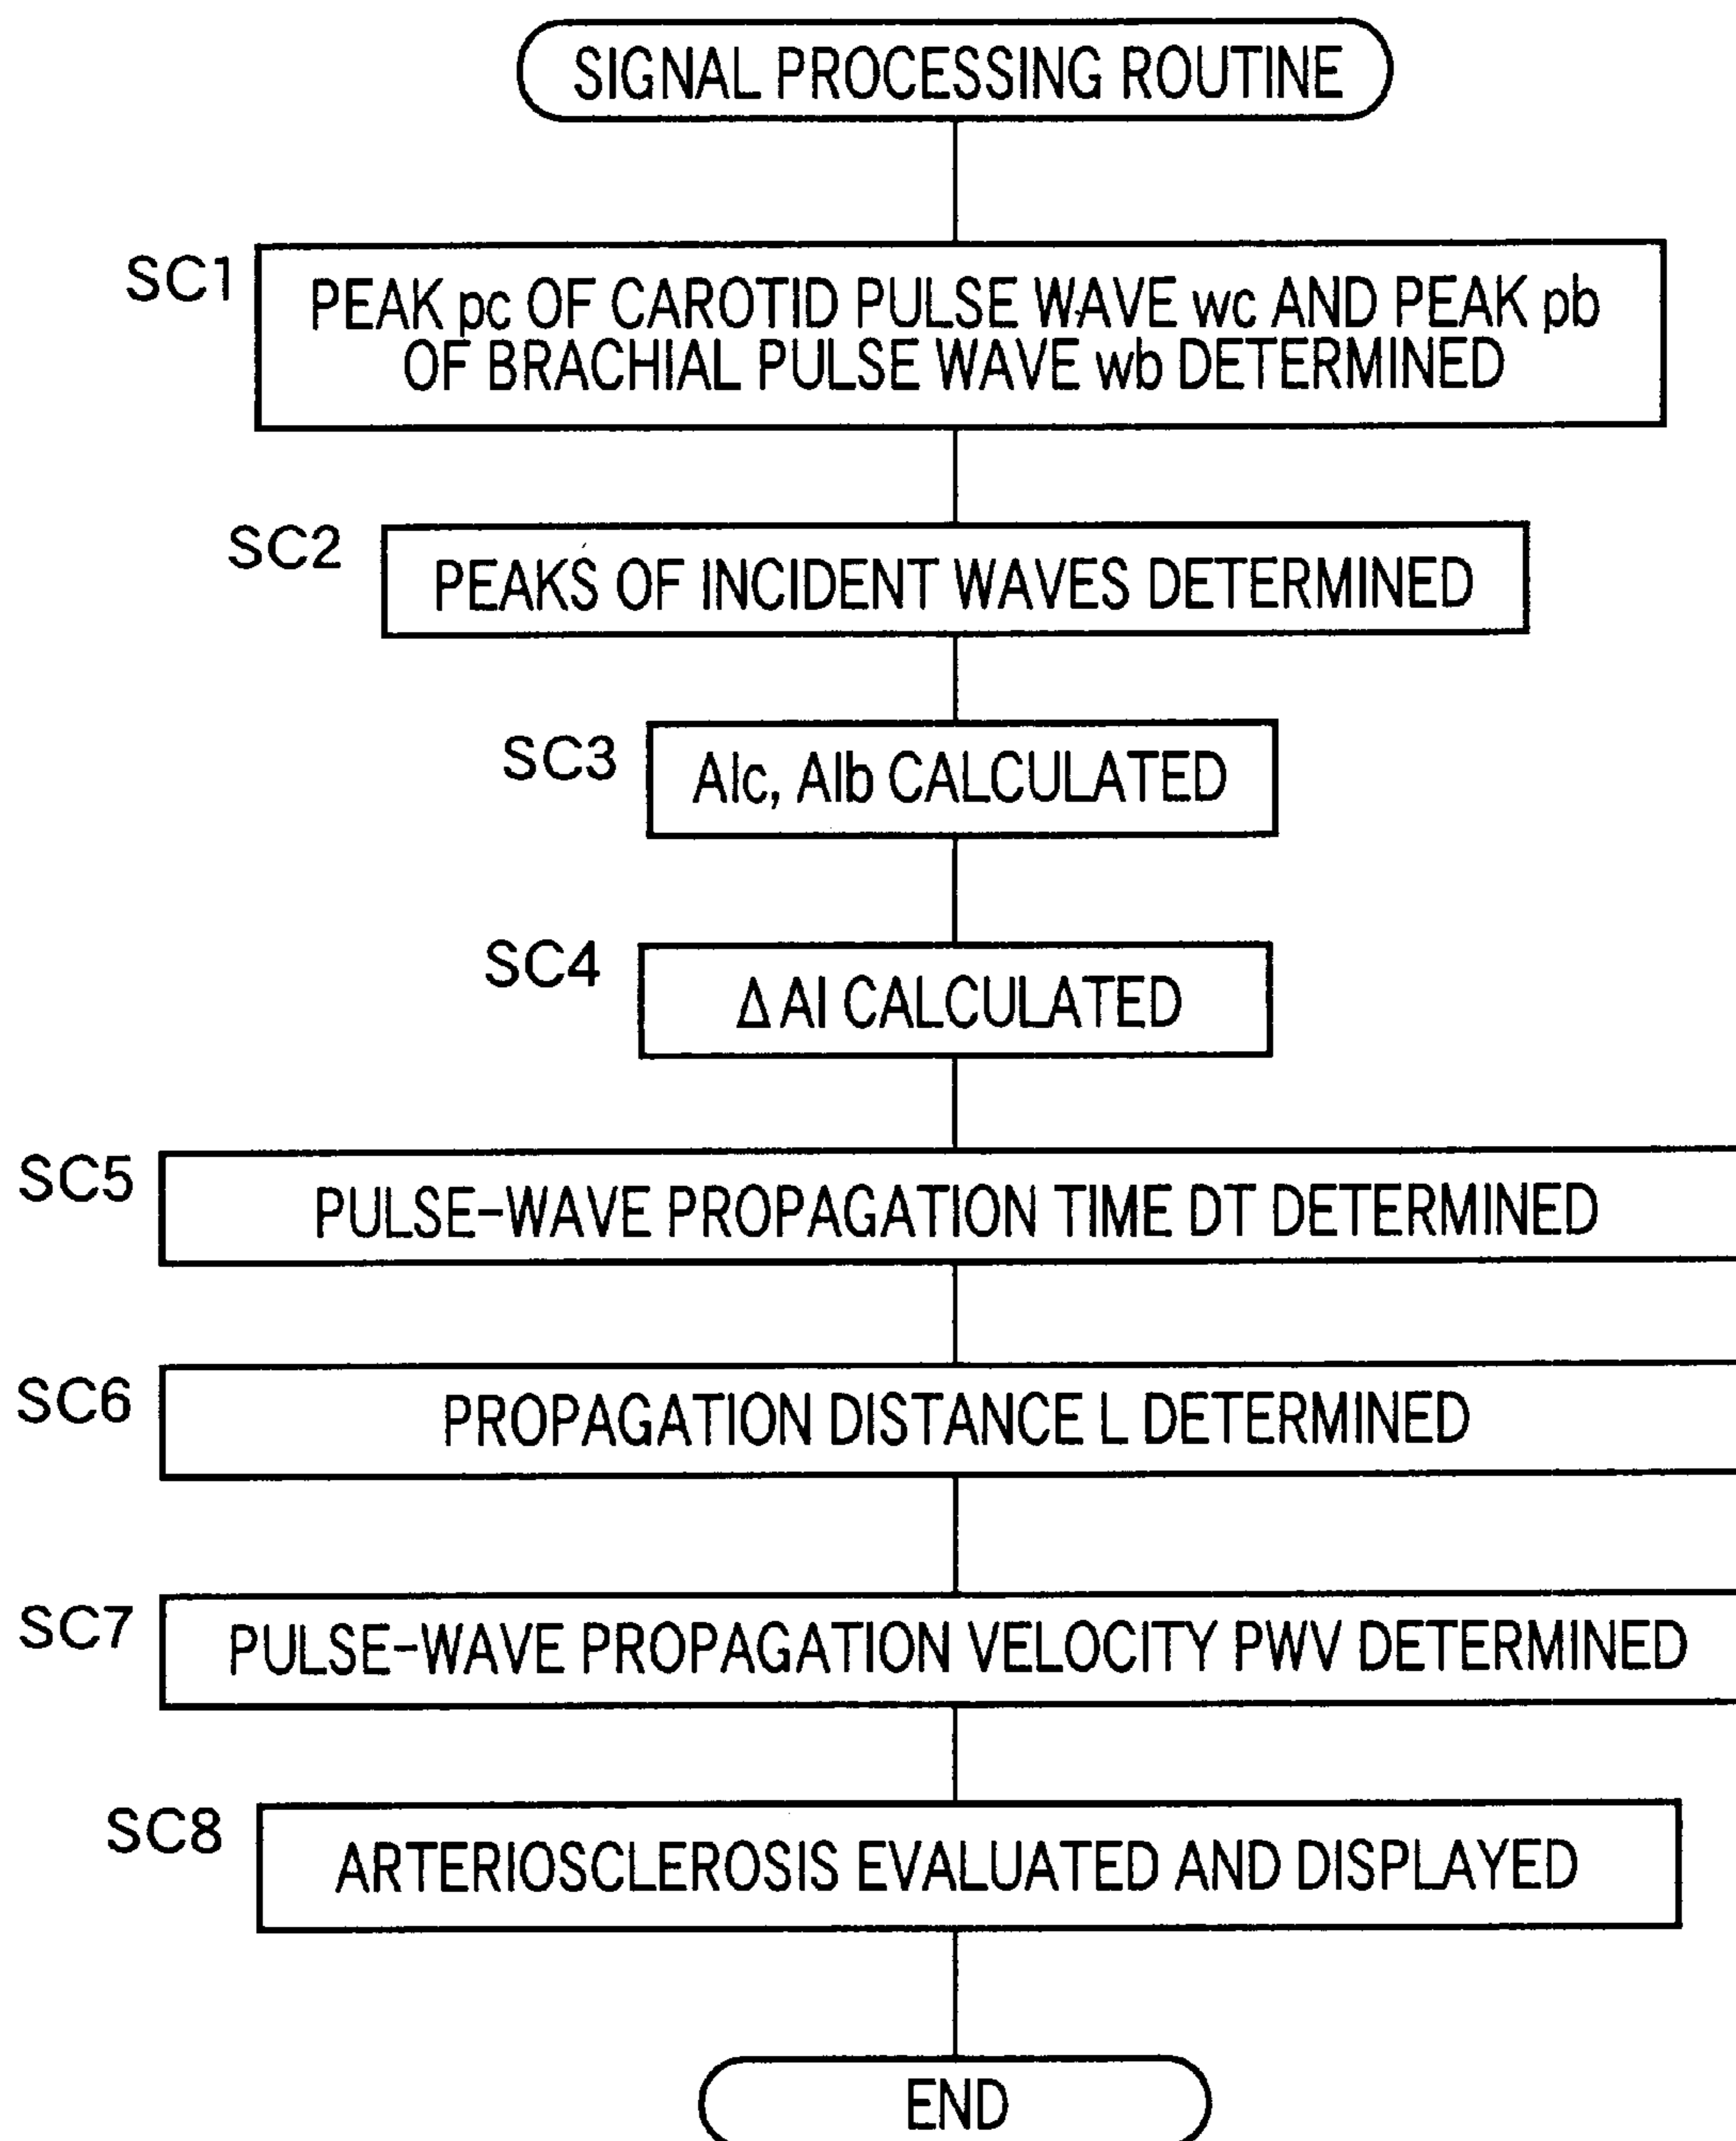 SIGNAL PROCESSING ROUTINE
SC1
PEAK pc OF CAROTID PULSE WAVE wc AND PEAK pb
OF BRACHIAL PULSE WAVE wb DETERMINED
SC2
PEAKS OF INCIDENT WAVES DETERMINED
SC3
AIc, AIb CALCULATED
SC4
Δ AI CALCULATED
SC5
PULSE-WAVE PROPAGATION TIME DT DETERMINED
SC6
PROPAGATION DISTANCE L DETERMINED
SC7
PULSE-WAVE PROPAGATION VELOCITY PWV DETERMINED
SC8
ARTERIOSCLEROSIS EVALUATED AND DISPLAYED
END